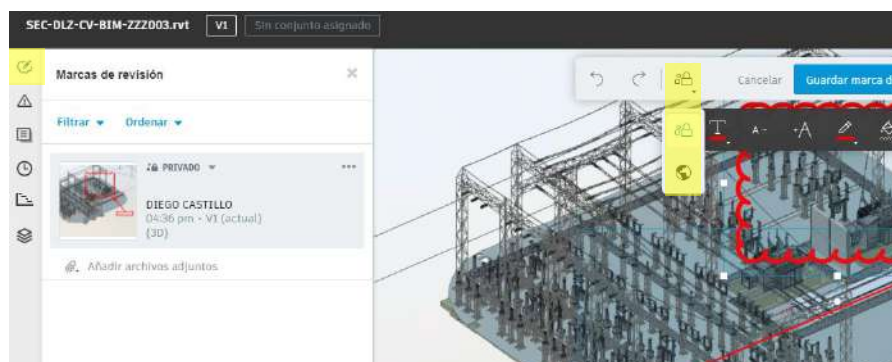 SEC-DLZ-CV-BIM-ZZZ003.rvt V1 Sin conjunto asignado
Marcas de revisión
Cancelar Guardar marca d
Filtrar Ordenar
T A- +A
PRIVADO
DIEGO CASTILLO
04:36 pm - V1 (actual)
(3D)
Añadir archivos adjuntos